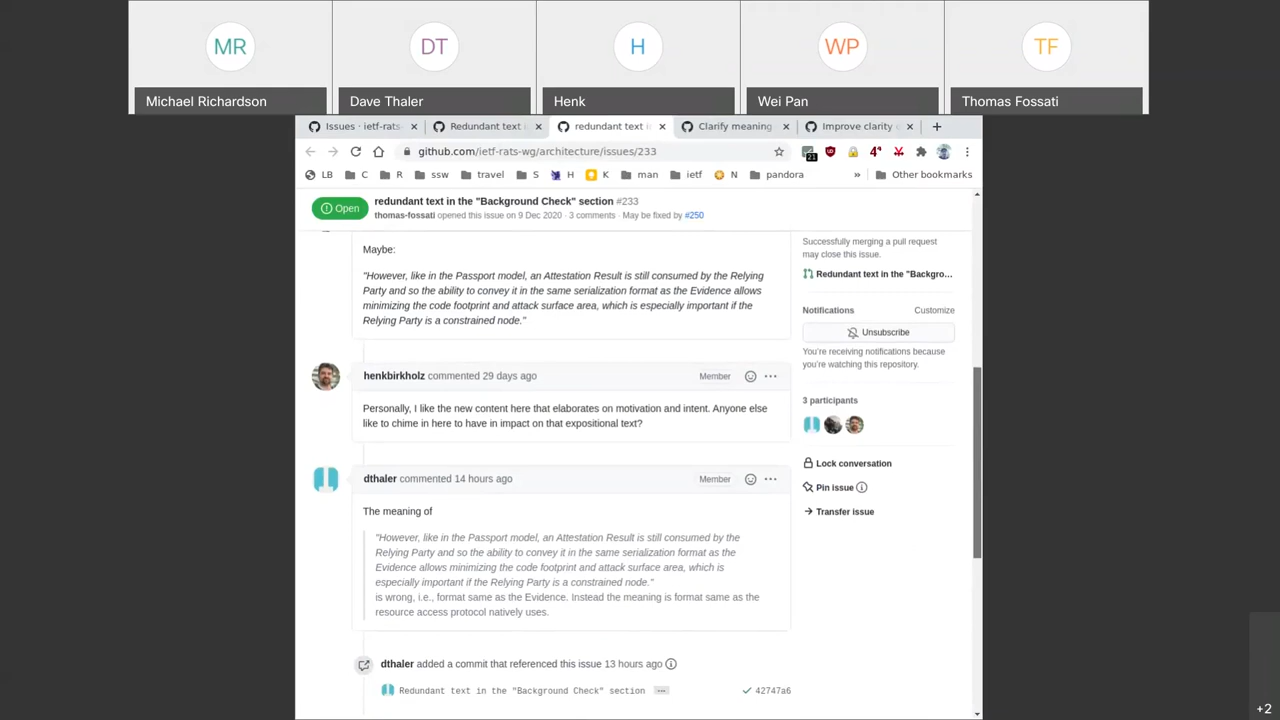 MR
DT
H
WP
TF
Michael Richardson
Dave Thaler
Henk
Wei Pan
Thomas Fossati
Issues · ietf-rats-
Redundant text i
redundant text i
Clarify meaning
Improve clarity
github.com/ietf-rats-wg/architecture/issues/233
21
LB
C
R
ssw
travel
S
H
K
man
ietf
N
pandora
»
Other bookmarks
Open
redundant text in the "Background Check" section #233
thomas-fossati opened this issue on 9 Dec 2020 · 3 comments · May be fixed by #250
Maybe:
"However, like in the Passport model, an Attestation Result is still consumed by the Relying
Party and so the ability to convey it in the same serialization format as the Evidence allows
minimizing the code footprint and attack surface area, which is especially important if the
Relying Party is a constrained node."
henkbirkholz commented 29 days ago
Member
Personally, I like the new content here that elaborates on motivation and intent. Anyone else
like to chime in here to have in impact on that expositional text?
dthaler commented 14 hours ago
Member
The meaning of
"However, like in the Passport model, an Attestation Result is still consumed by the
Relying Party and so the ability to convey it in the same serialization format as the
Evidence allows minimizing the code footprint and attack surface area, which is
especially important if the Relying Party is a constrained node."
is wrong, i.e., format same as the Evidence. Instead the meaning is format same as the
resource access protocol natively uses.
dthaler added a commit that referenced this issue 13 hours ago
Redundant text in the "Background Check" section
42747a6
Successfully merging a pull request
may close this issue.
Redundant text in the "Backgro...
Notifications
Customize
Unsubscribe
You're receiving notifications because
you're watching this repository.
3 participants
Lock conversation
Pin issue
Transfer issue
+2